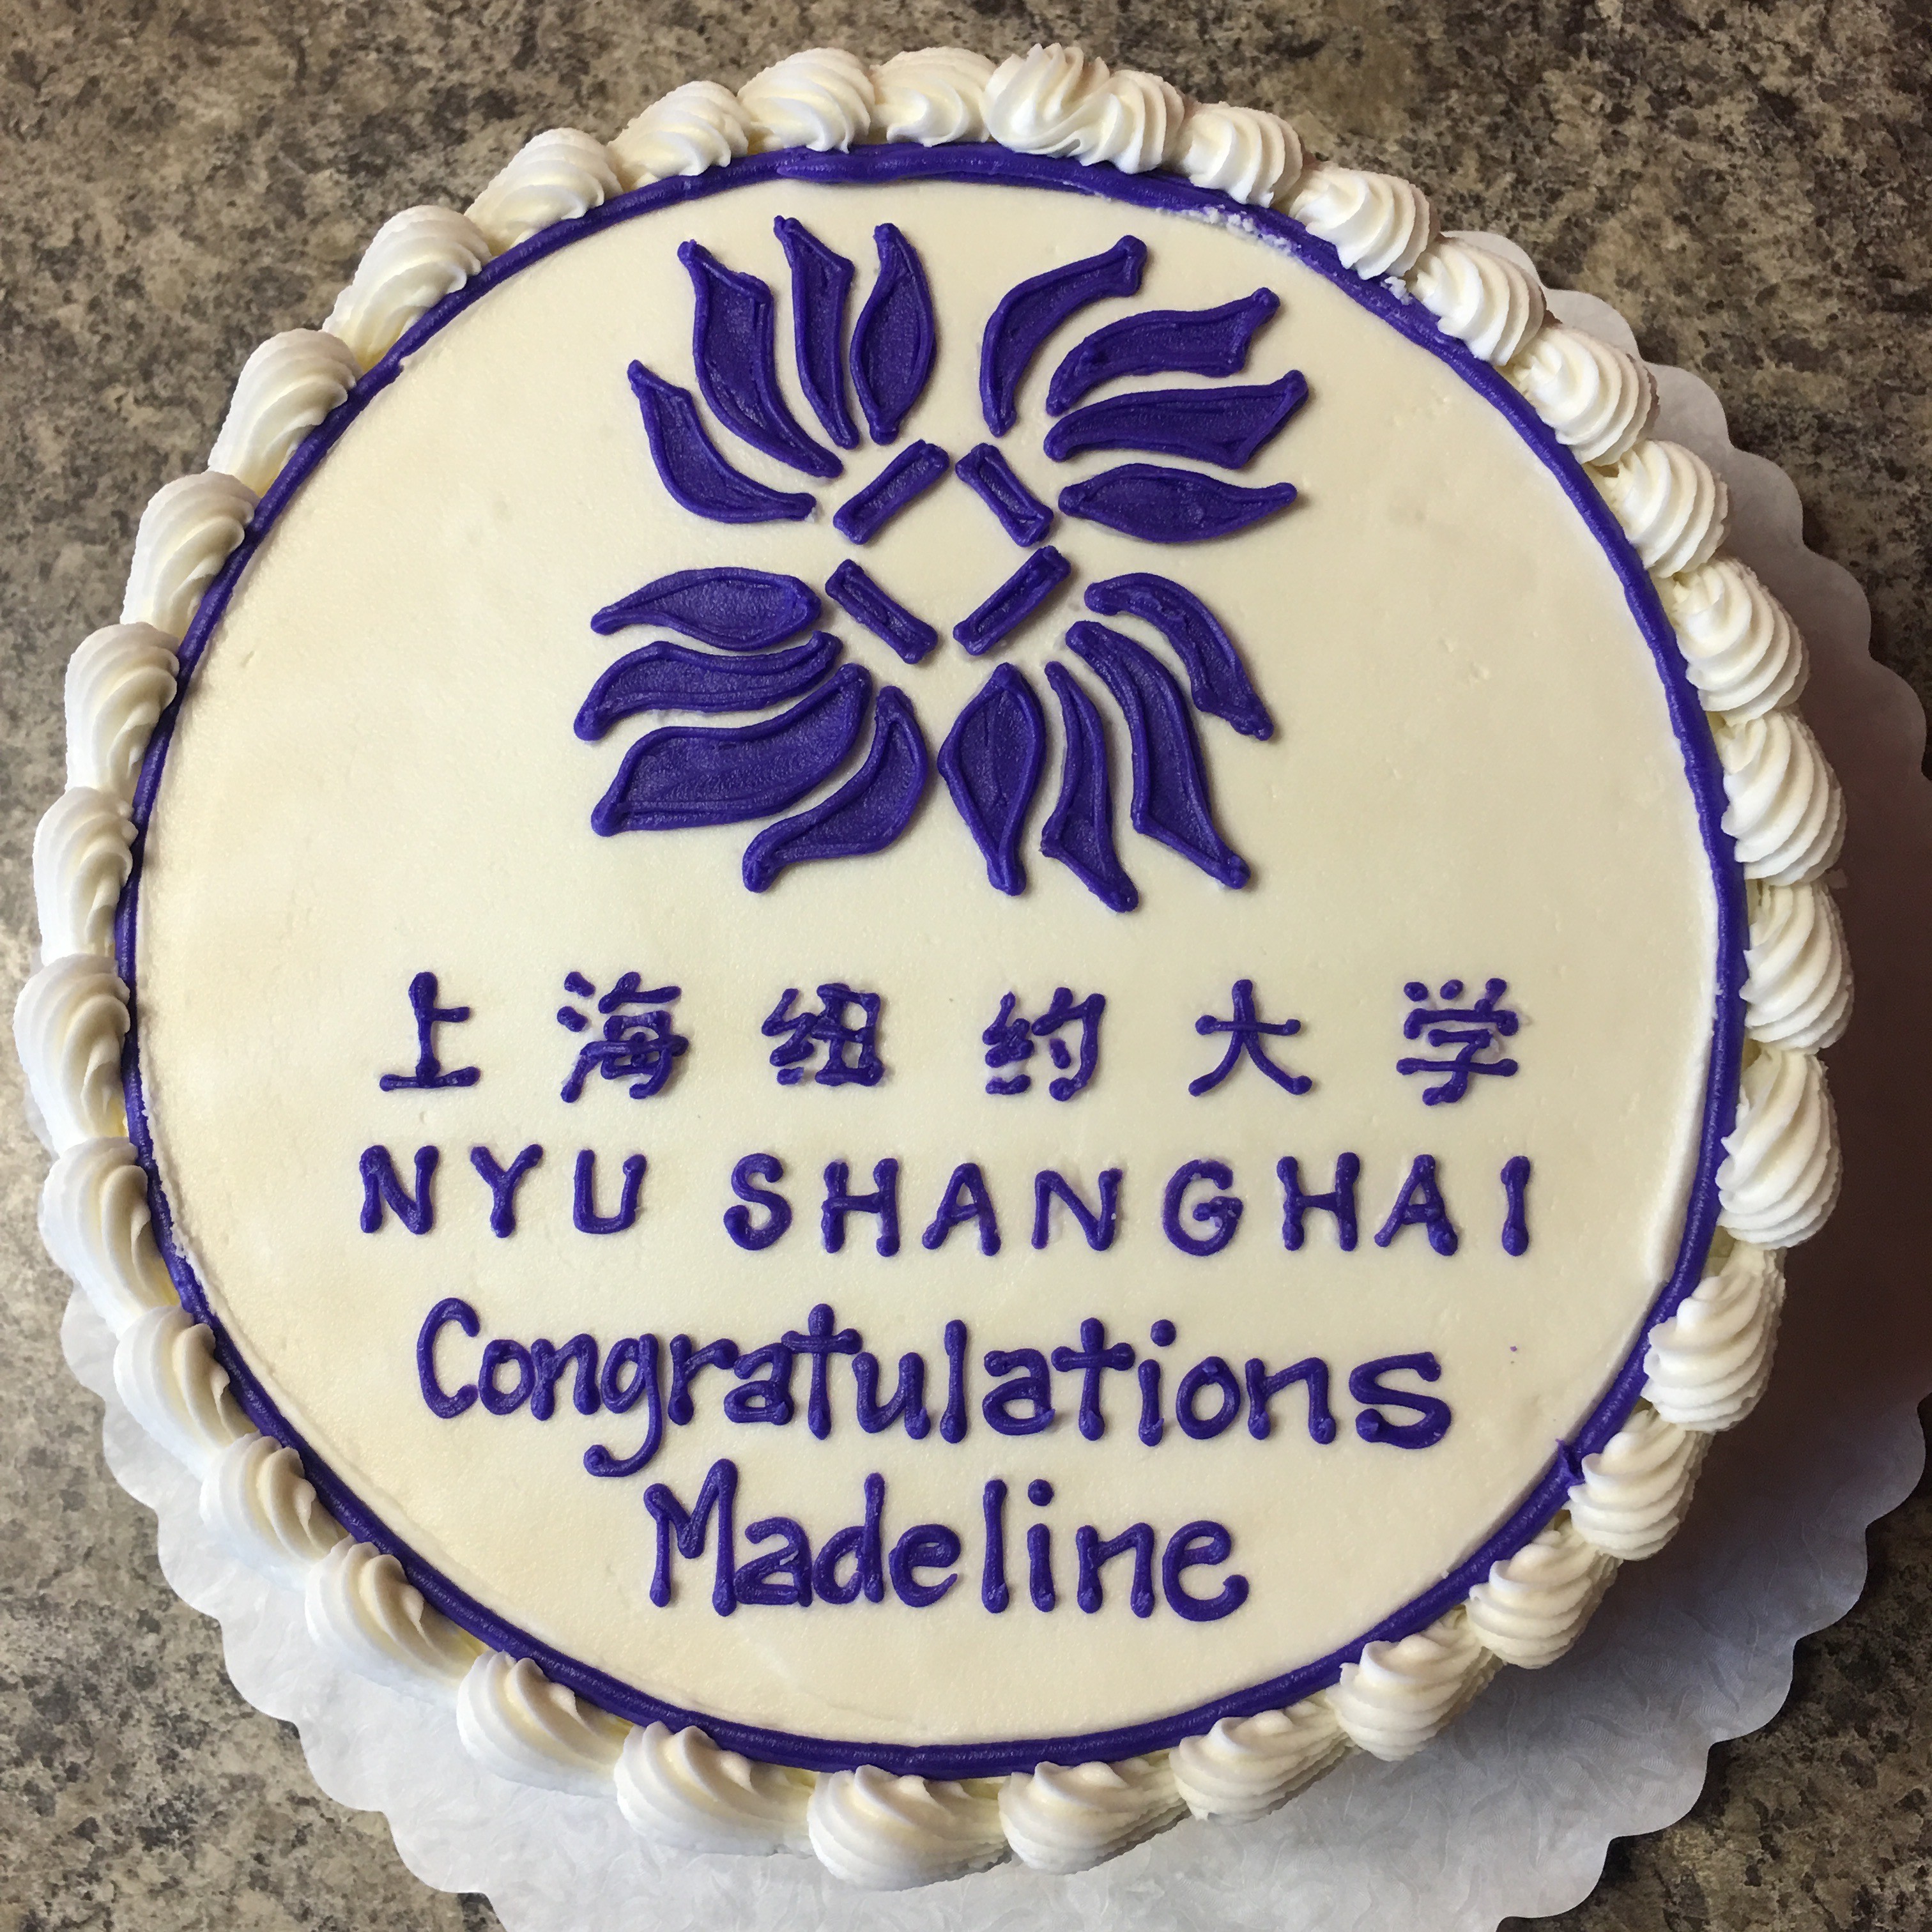 上海纽约大学
NYU SHANGHAI
Congratulations
Madeline